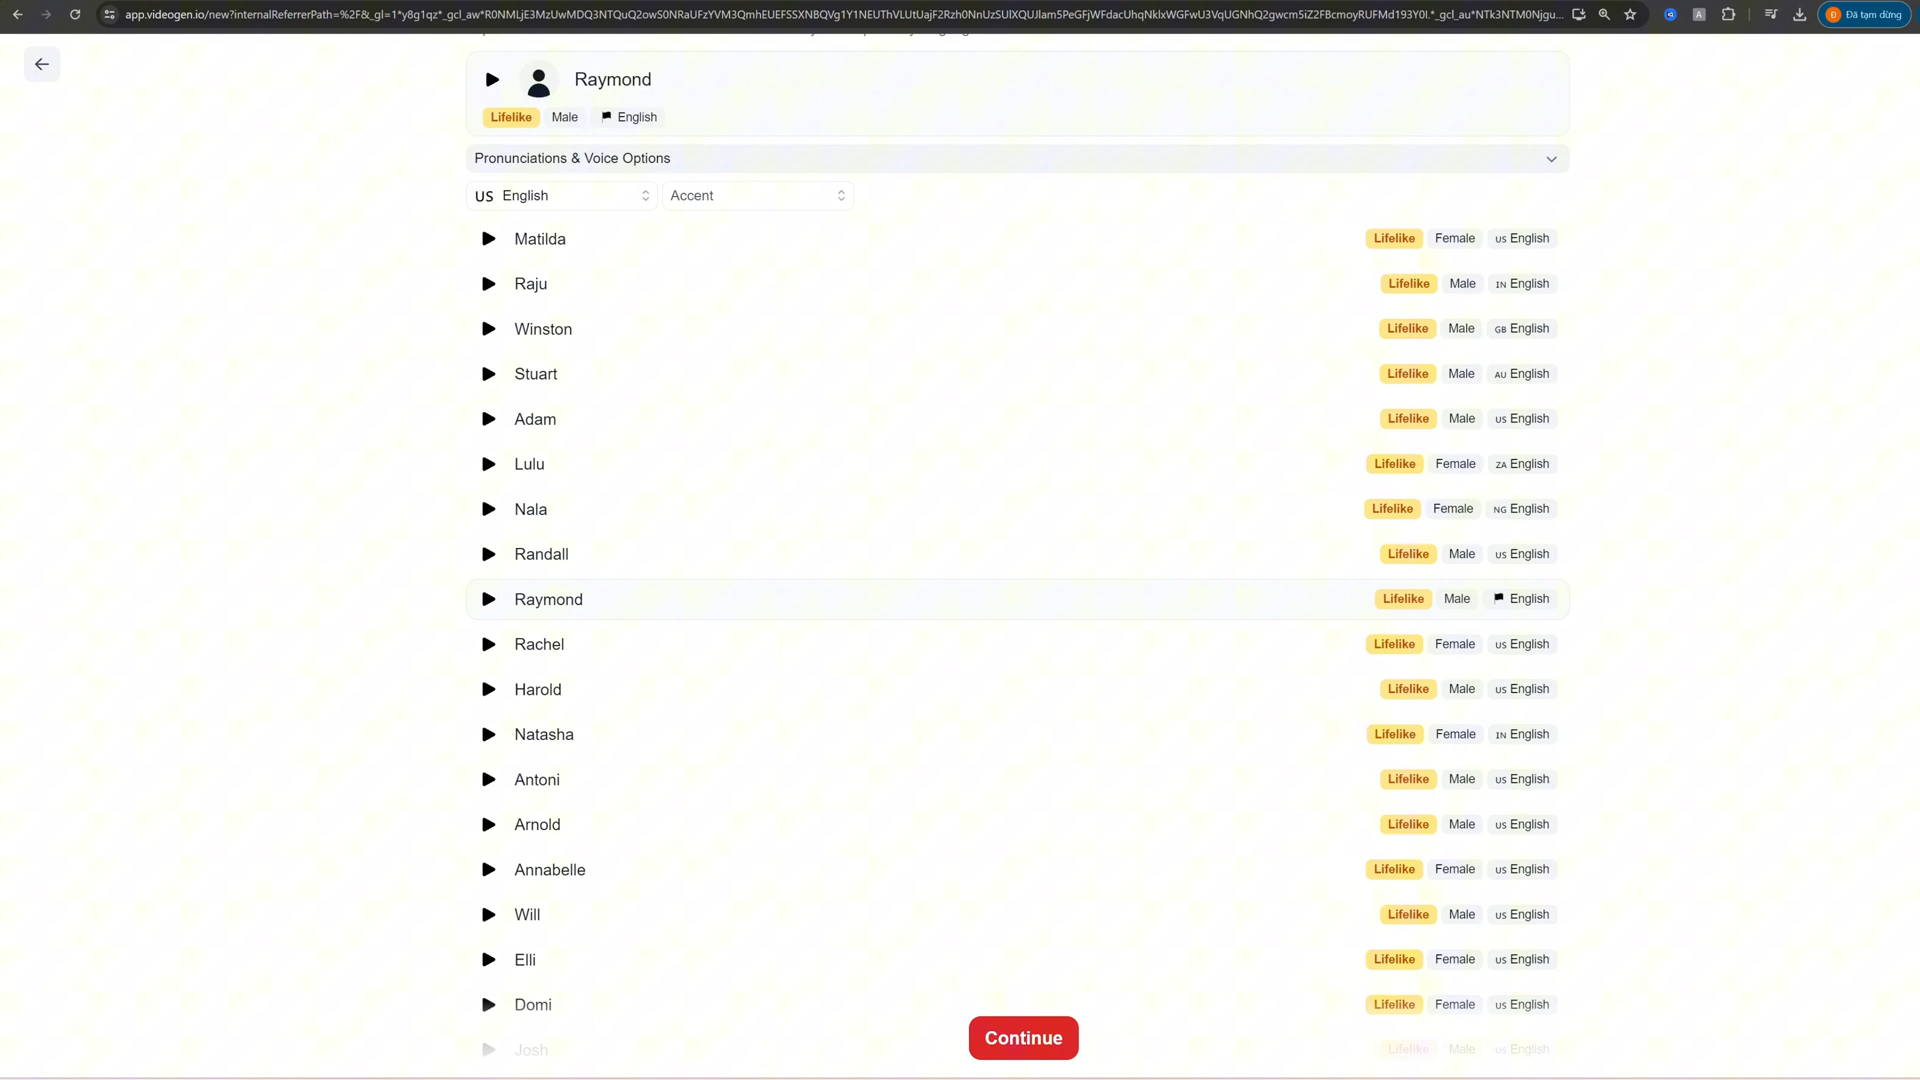 app.videogen.io/new?internalReferrerPath=%2F&_gl=1*y8g1qz*_gcl_aw*
Đã tạm dừng
Raymond
Lifelike Male English
Pronunciations & Voice Options
US English Accent
Matilda Lifelike Female US English
Raju Lifelike Male IN English
Winston Lifelike Male GB English
Stuart Lifelike Male AU English
Adam Lifelike Male US English
Lulu Lifelike Female ZA English
Nala Lifelike Female NG English
Randall Lifelike Male US English
Raymond Lifelike Male English
Rachel Lifelike Female US English
Harold Lifelike Male US English
Natasha Lifelike Female IN English
Antoni Lifelike Male US English
Arnold Lifelike Male US English
Annabelle Lifelike Female US English
Will Lifelike Male US English
Elli Lifelike Female US English
Domi Lifelike Female US English
Continue
Josh Lifelike Male US English